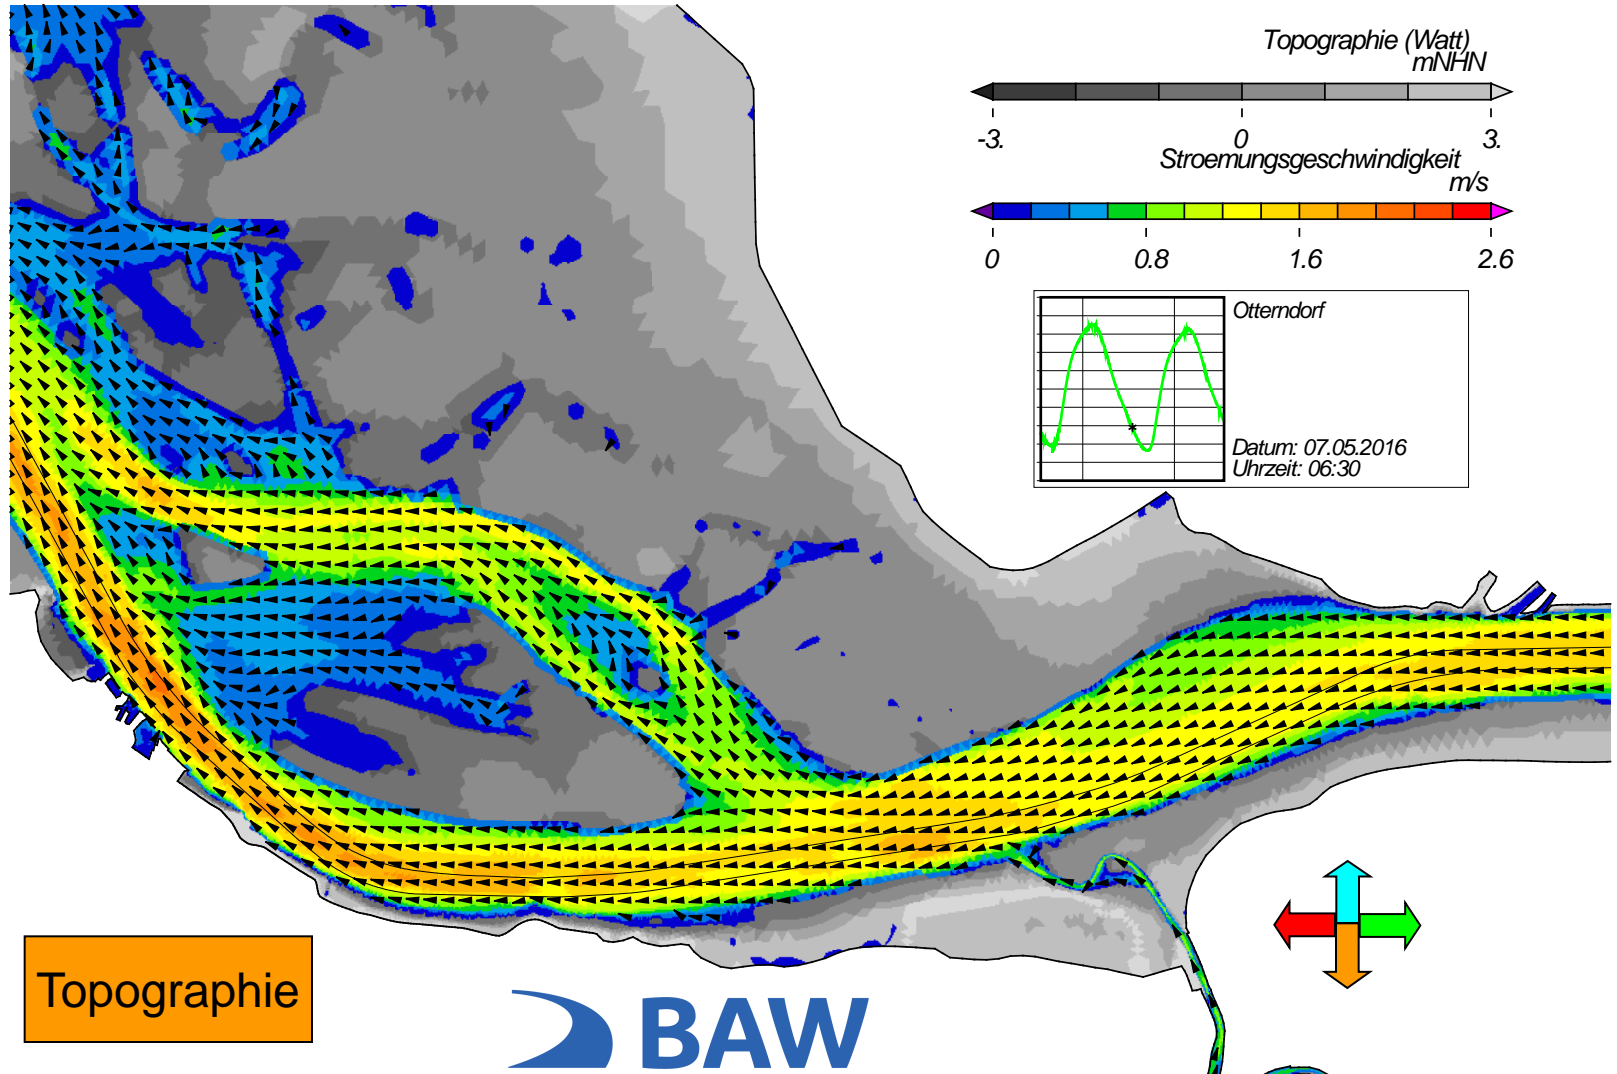 Topographie (Watt)
mNHN
-3. 0 3.
Stroemungsgeschwindigkeit
m/s
0 0.8 1.6 2.6
Otterndorf
Datum: 07.05.2016
Uhrzeit: 06:30
Topographie
BAW